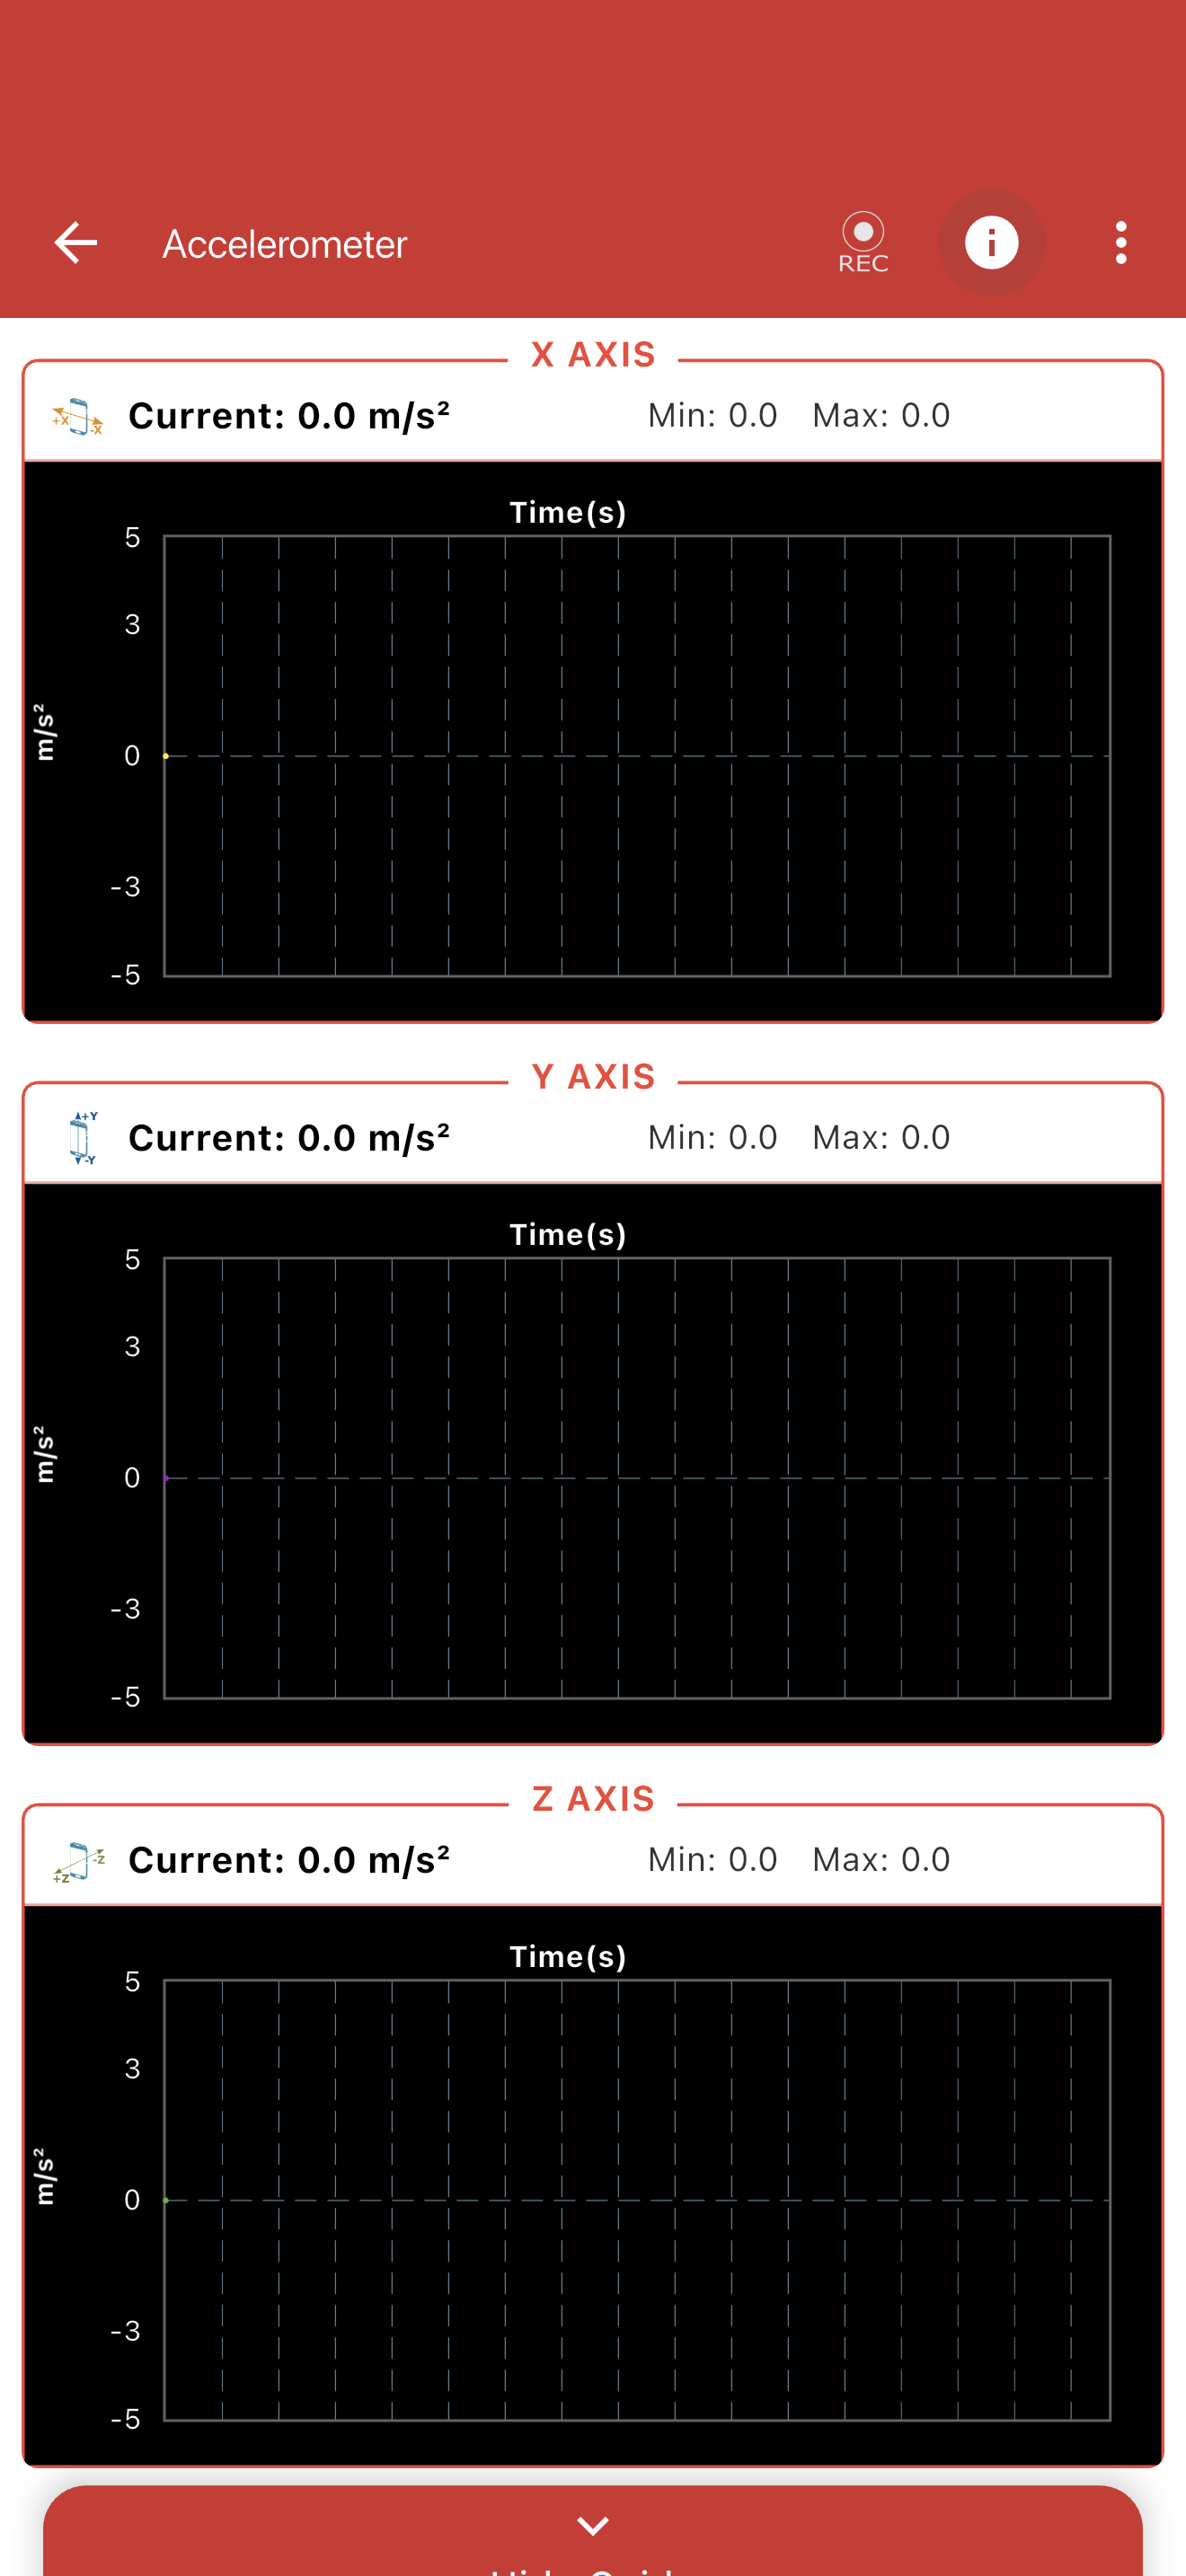 Accelerometer
REC
X AXIS
+X
-X
Current: 0.0 m/s²
Min: 0.0 Max: 0.0
Time(s)
5
3
m/s²
0
-3
-5
Y AXIS
+Y
-Y
Current: 0.0 m/s²
Min: 0.0 Max: 0.0
Time(s)
5
3
m/s²
0
-3
-5
Z AXIS
-Z
+Z
Current: 0.0 m/s²
Min: 0.0 Max: 0.0
Time(s)
5
3
m/s²
0
-3
-5